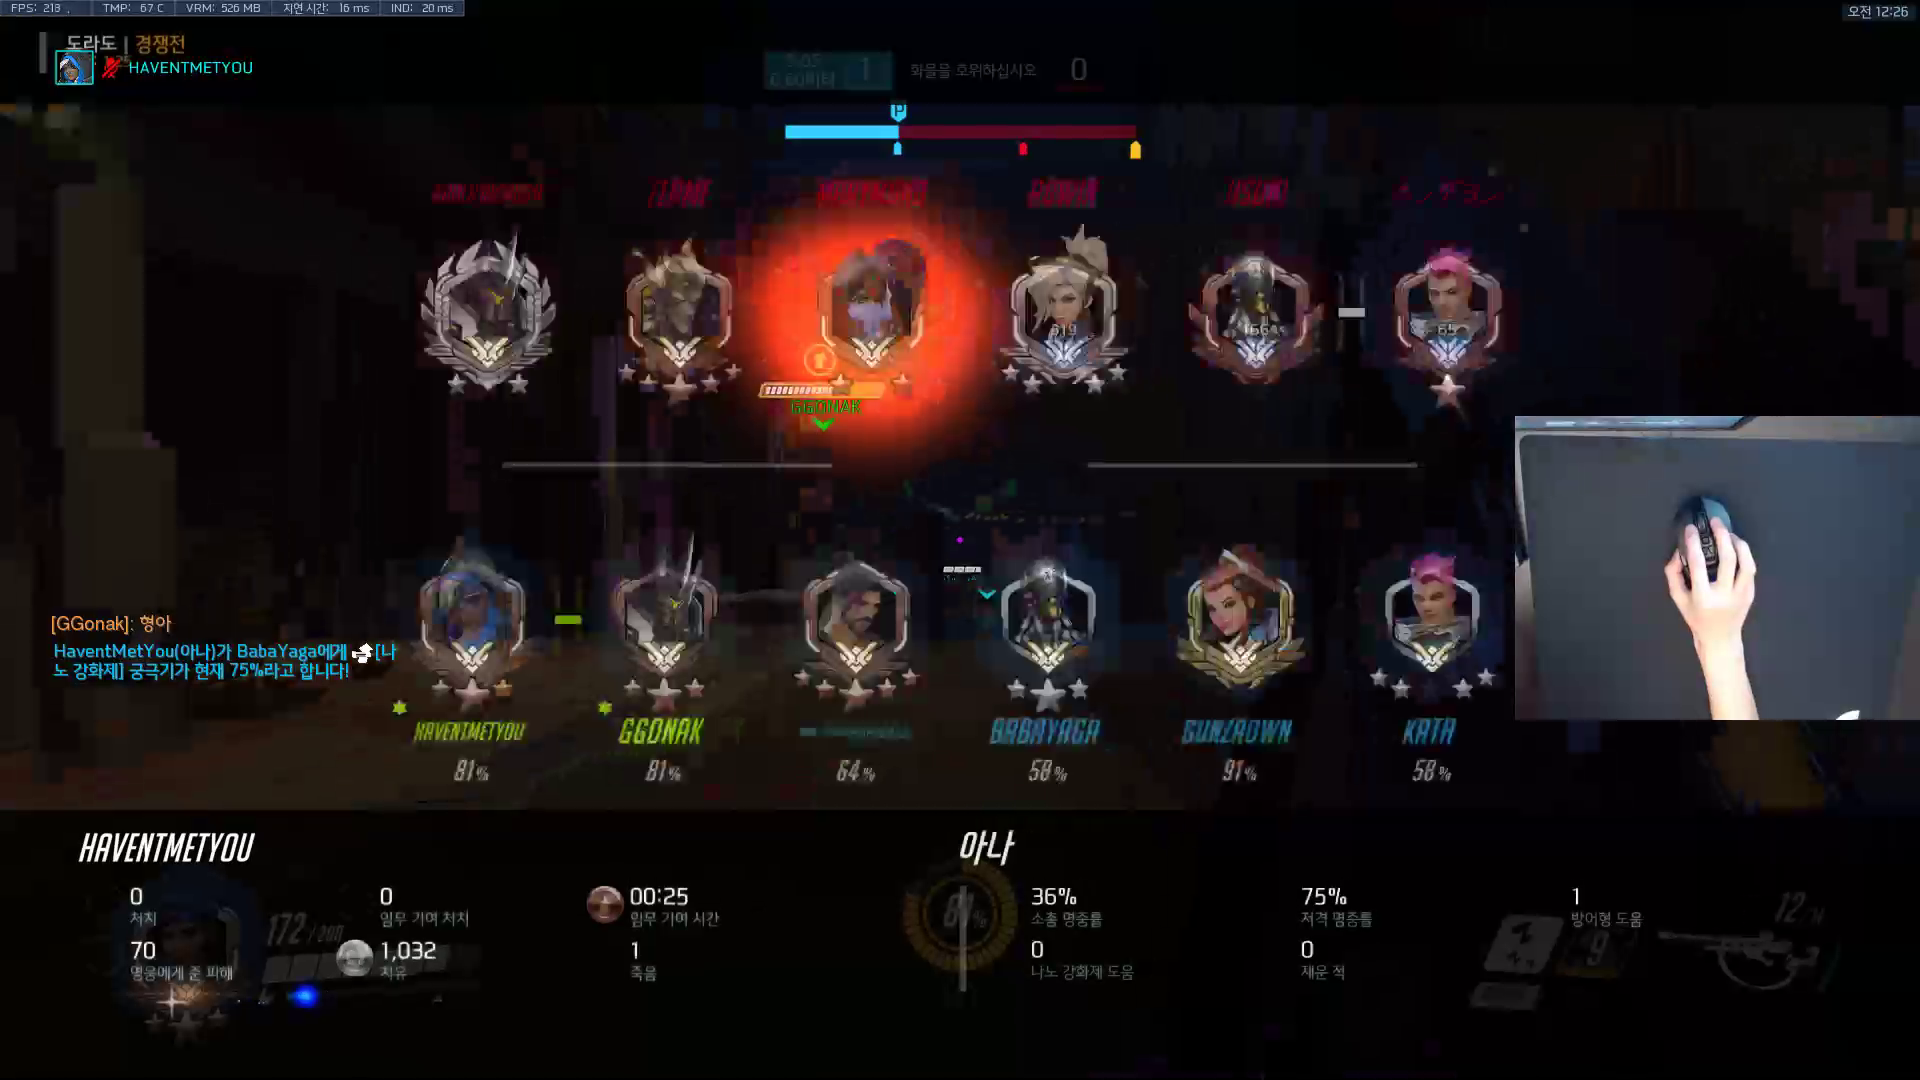 FPS: 218 TMP: 67 C VRM: 526 MB 지연 시간: 16 ms IND: 20 ms
오전 12:26
도라도 | 경쟁전
HAVENTMETYOU
1 화물을 호위하십시오 0
P
GGONAK
[GGonak]: 형아
HaventMetYou(아나)가 BabaYaga에게 [나
노 강화제] 궁극기가 현재 75%라고 합니다!
HAVENTMETYOU GGONAK BABAYAGA GUNZROWN KATA
81% 81% 64% 58% 91% 58%
HAVENTMETYOU 아나
0 0 00:25 36% 75% 1
처치 임무 기여 처치 임무 기여 시간 소총 명중률 저격 명중률 방어형 도움
172
70 1,032 1 0 0
영웅에게 준 피해 치유 죽음 나노 강화제 도움 재운 적